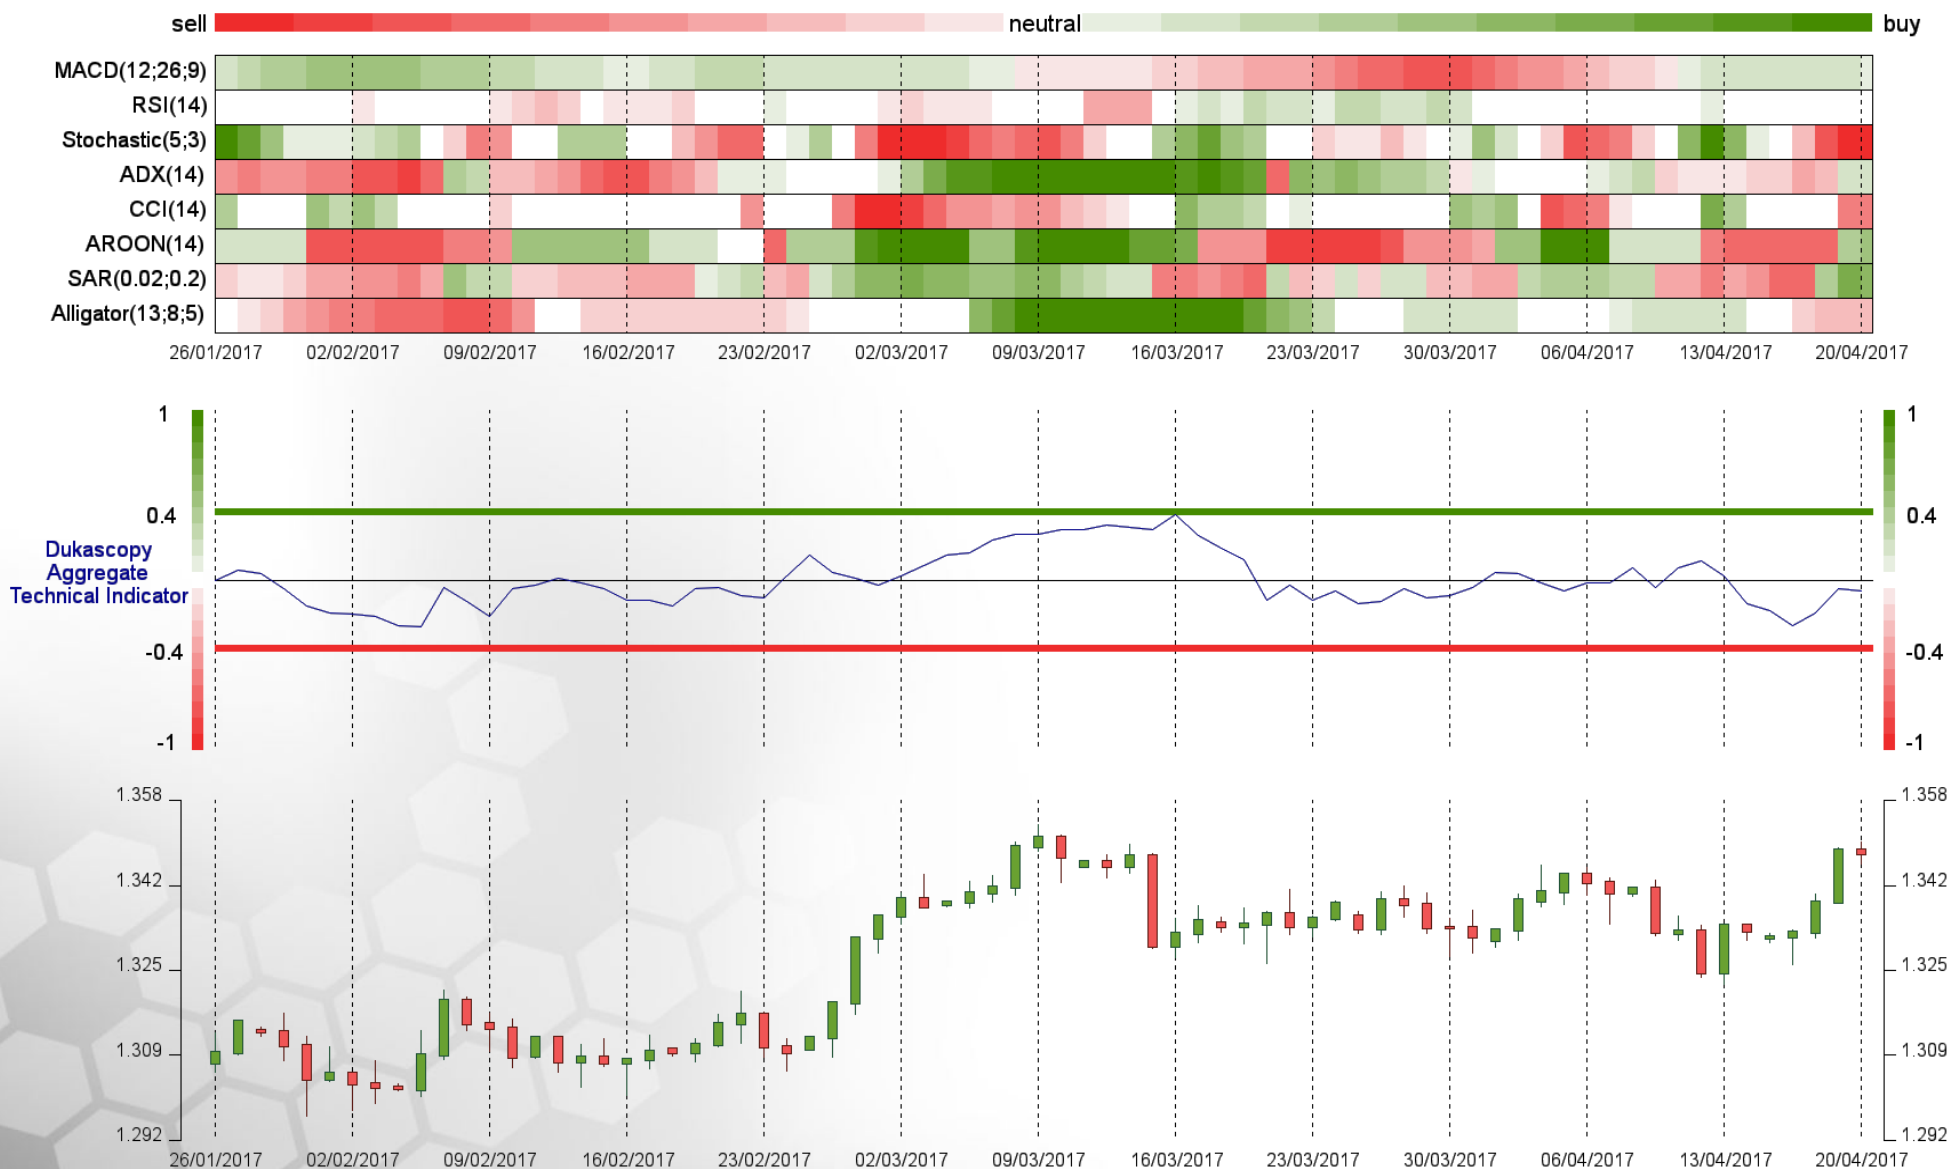 sell neutral buy
MACD(12;26;9)
RSI(14)
Stochastic(5;3)
ADX(14)
CCI(14)
AROON(14)
SAR(0.02;0.2)
Alligator(13;8;5)
26/01/2017 02/02/2017 09/02/2017 16/02/2017 23/02/2017 02/03/2017 09/03/2017 16/03/2017 23/03/2017 30/03/2017 06/04/2017 13/04/2017 20/04/2017
1 1
0.4 0.4
Dukascopy
Aggregate
Technical Indicator
-0.4 -0.4
-1 -1
1.358 1.358
1.342 1.342
1.325 1.325
1.309 1.309
1.292 1.292
26/01/2017 02/02/2017 09/02/2017 16/02/2017 23/02/2017 02/03/2017 09/03/2017 16/03/2017 23/03/2017 30/03/2017 06/04/2017 13/04/2017 20/04/2017